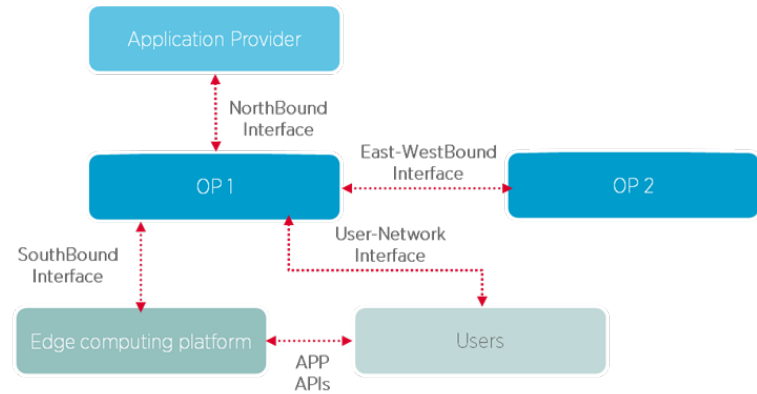 Application Provider
NorthBound
Interface
East-WestBound
Interface
OP 1
OP 2
User-Network
Interface
SouthBound
Interface
Edge computing platform
Users
APP
APIs